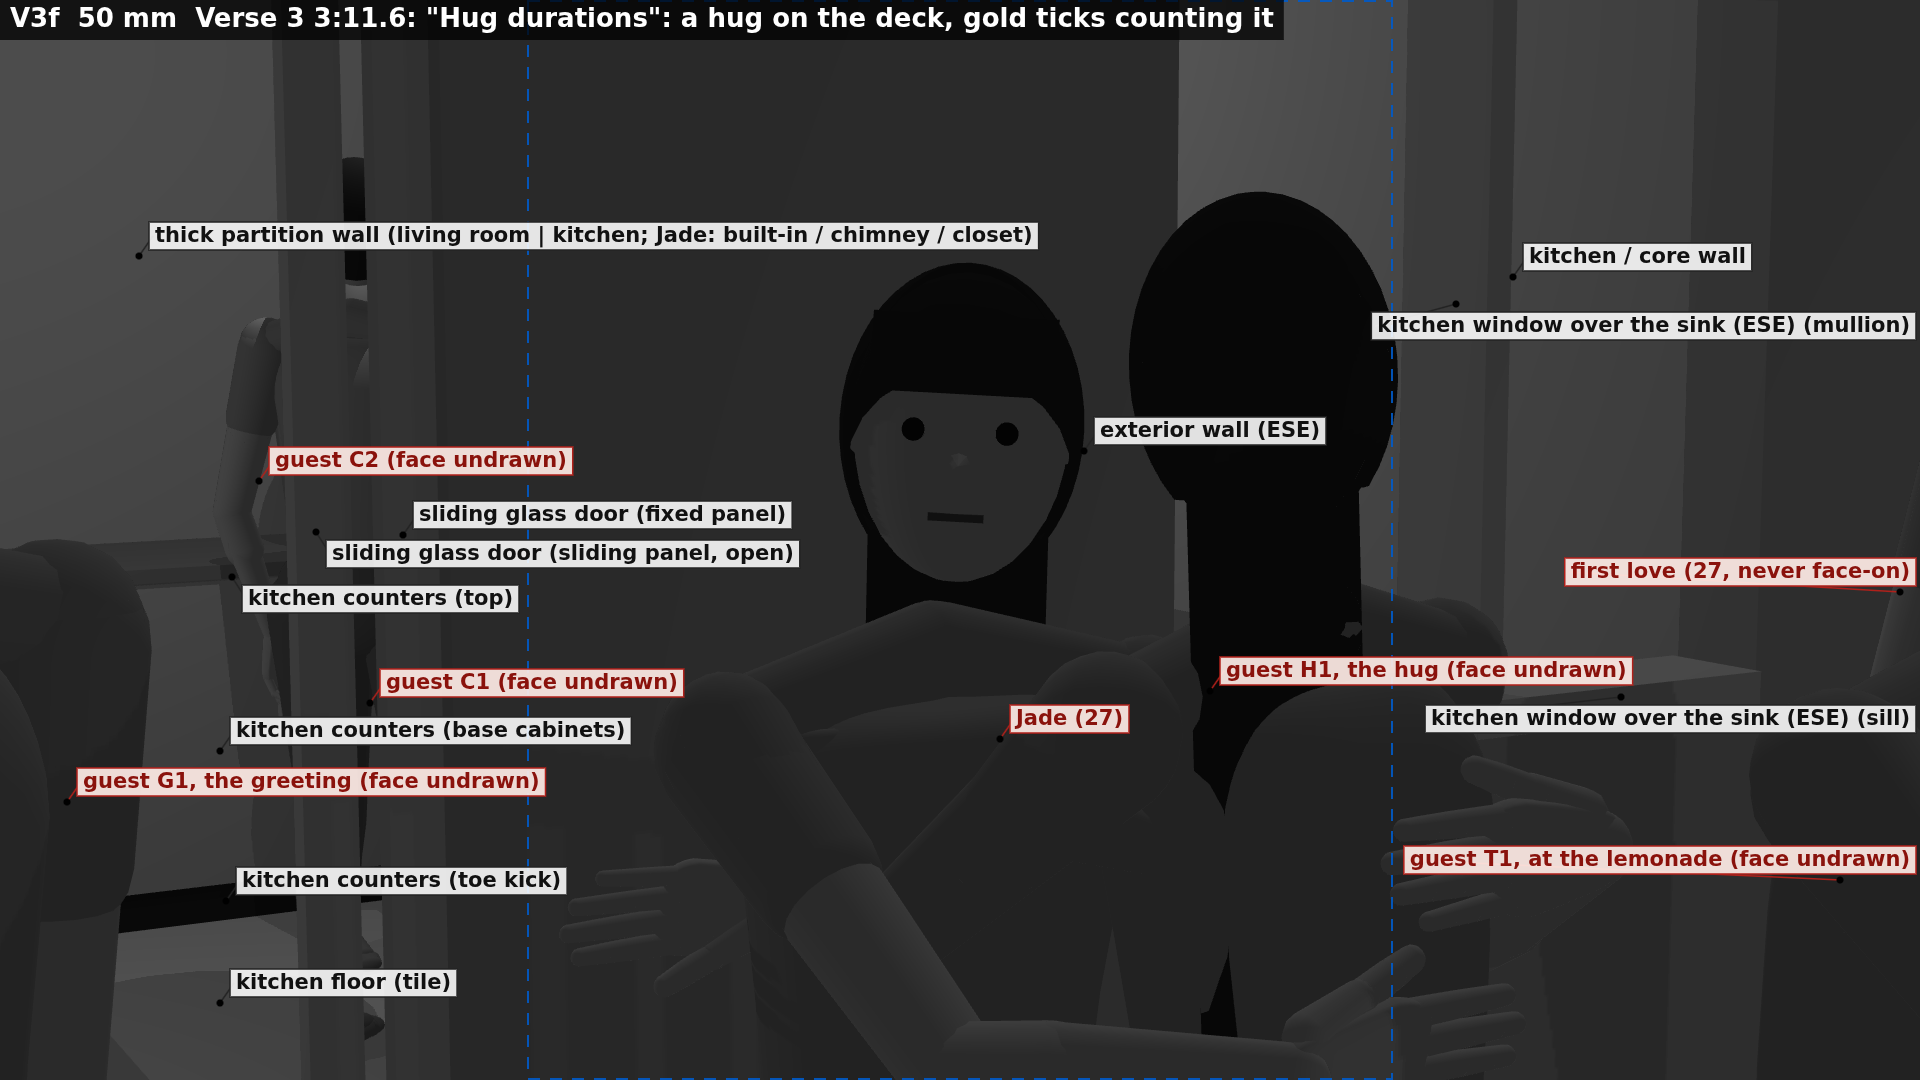 V3f 50 mm Verse 3 3:11.6: "Hug durations": a hug on the deck, gold ticks counting it
thick partition wall (living room | kitchen; Jade: built-in / chimney / closet)
kitchen / core wall
kitchen window over the sink (ESE) (mullion)
exterior wall (ESE)
guest C2 (face undrawn)
sliding glass door (fixed panel)
sliding glass door (sliding panel, open)
first love (27, never face-on)
kitchen counters (top)
guest H1, the hug (face undrawn)
guest C1 (face undrawn)
Jade (27)
kitchen window over the sink (ESE) (sill)
kitchen counters (base cabinets)
guest G1, the greeting (face undrawn)
guest T1, at the lemonade (face undrawn)
kitchen counters (toe kick)
kitchen floor (tile)